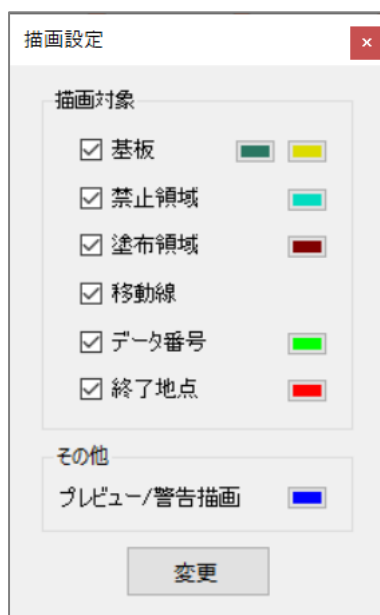 描画設定
描画対象
基板
禁止領域
塗布領域
移動線
データ番号
終了地点
その他
プレビュー/警告描画
変更